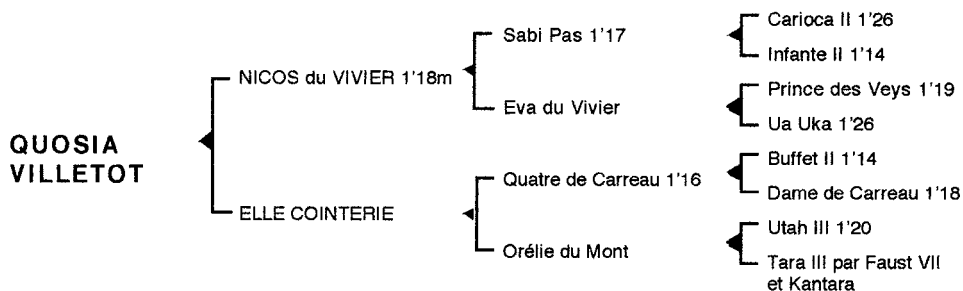 QUOSIA
VILLETOT
NICOS du VIVIER 1'18m
ELLE COINTERIE
Sabi Pas 1'17
Eva du Vivier
Quatre de Carreau 1'16
Orélie du Mont
Carioca II 1'26
Infante II 1'14
Prince des Veys 1'19
Ua Uka 1'26
Buffet II 1'14
Dame de Carreau 1'18
Utah III 1'20
Tara III par Faust VII
et Kantara